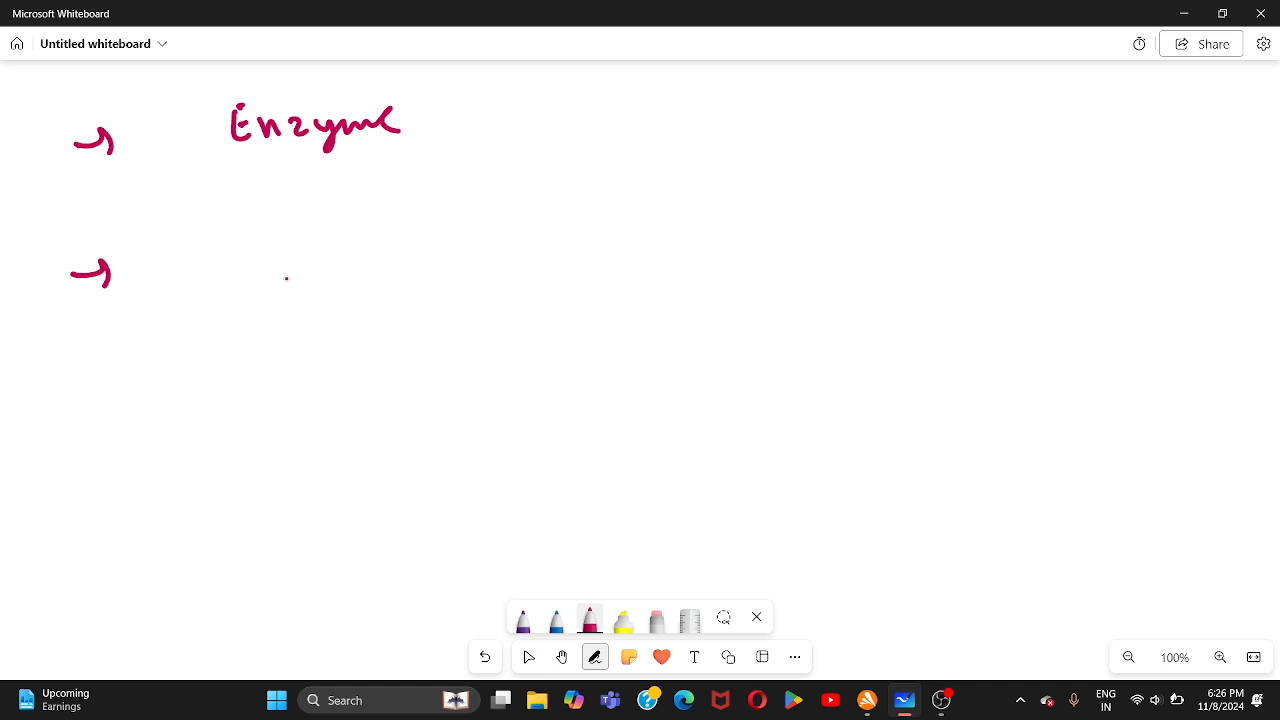 Microsoft Whiteboard
Untitled whiteboard
Share
→ Enzyme
→
100%
Upcoming
Earnings
Search
ENG
IN
6:26 PM
11/8/2024